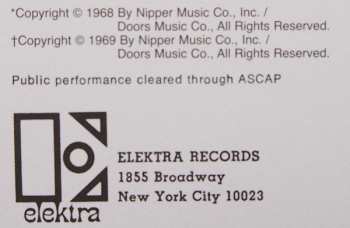 *Copyright © 1968 By Nipper Music Co., Inc. /
Doors Music Co., All Rights Reserved.
†Copyright © 1969 By Nipper Music Co., Inc. /
Doors Music Co., All Rights Reserved.
Public performance cleared through ASCAP
elektra
ELEKTRA RECORDS
1855 Broadway
New York City 10023